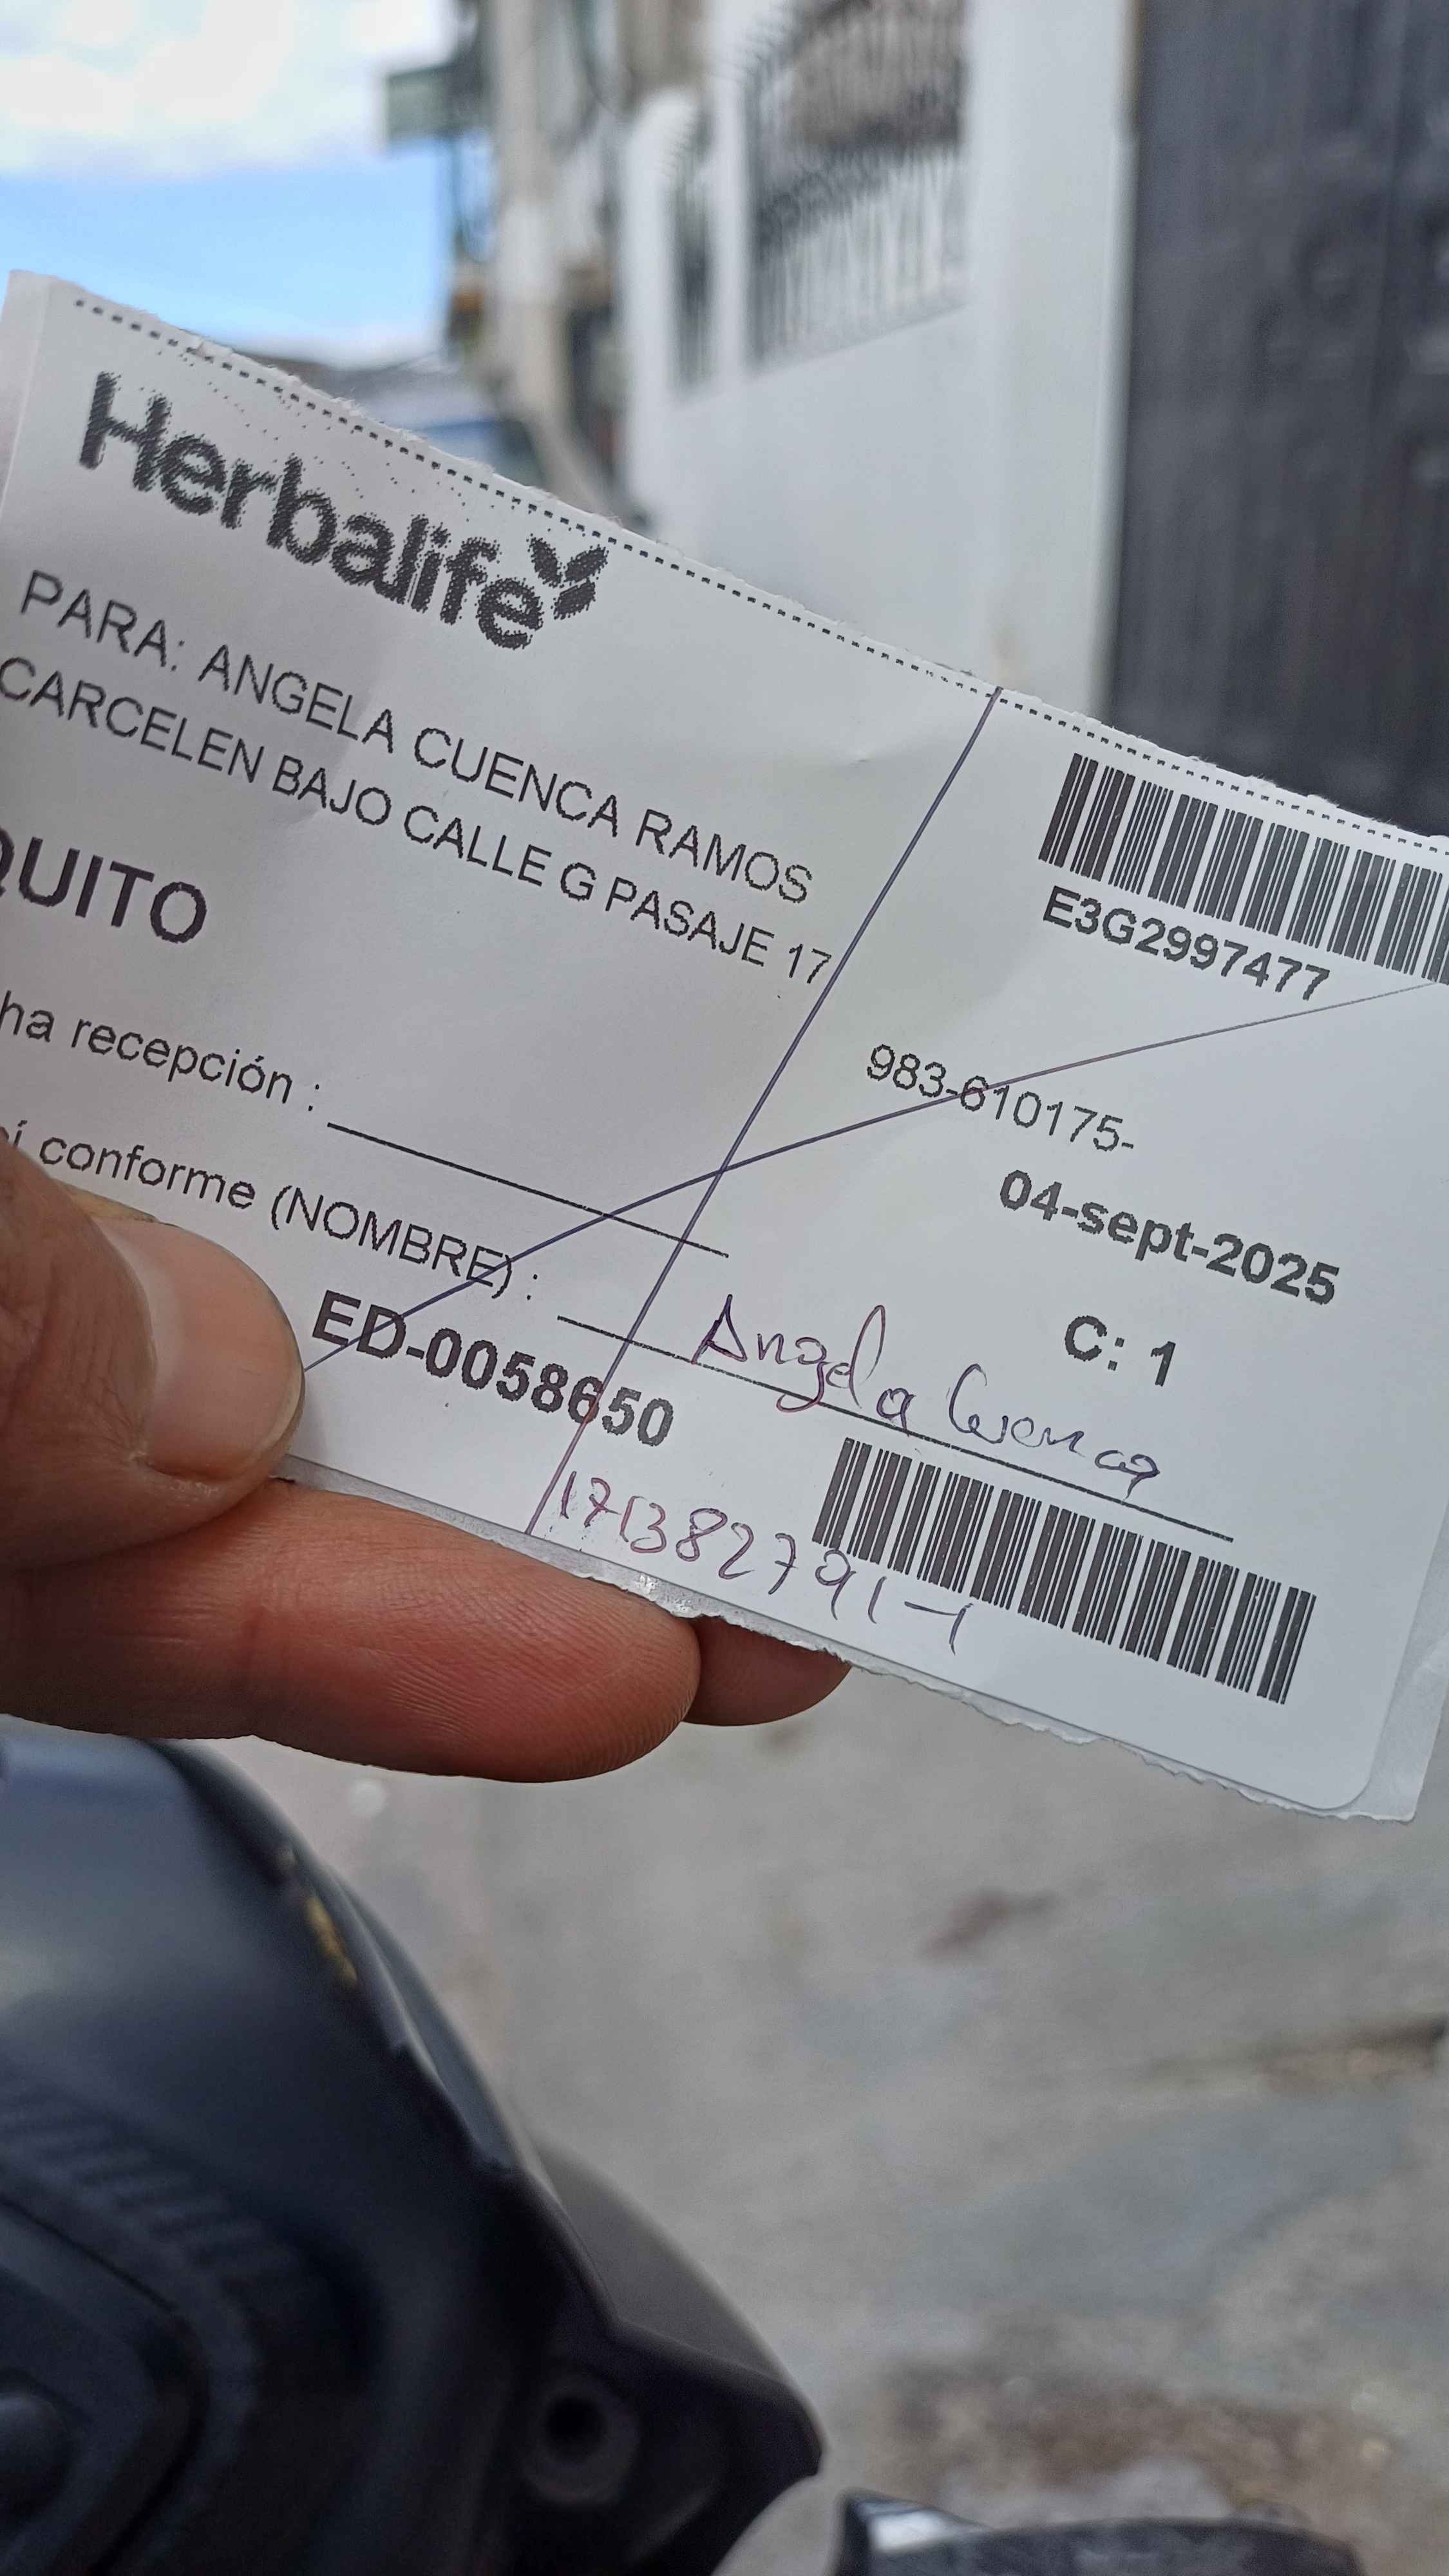 Herbalife
PARA: ANGELA CUENCA RAMOS
CARCELEN BAJO CALLE G PASAJE 17
QUITO
E3G2997477
983-610175-
04-sept-2025
ha recepción :
í conforme (NOMBRE) :
C: 1
Angela Cuenca
ED-0058650
171382791-1